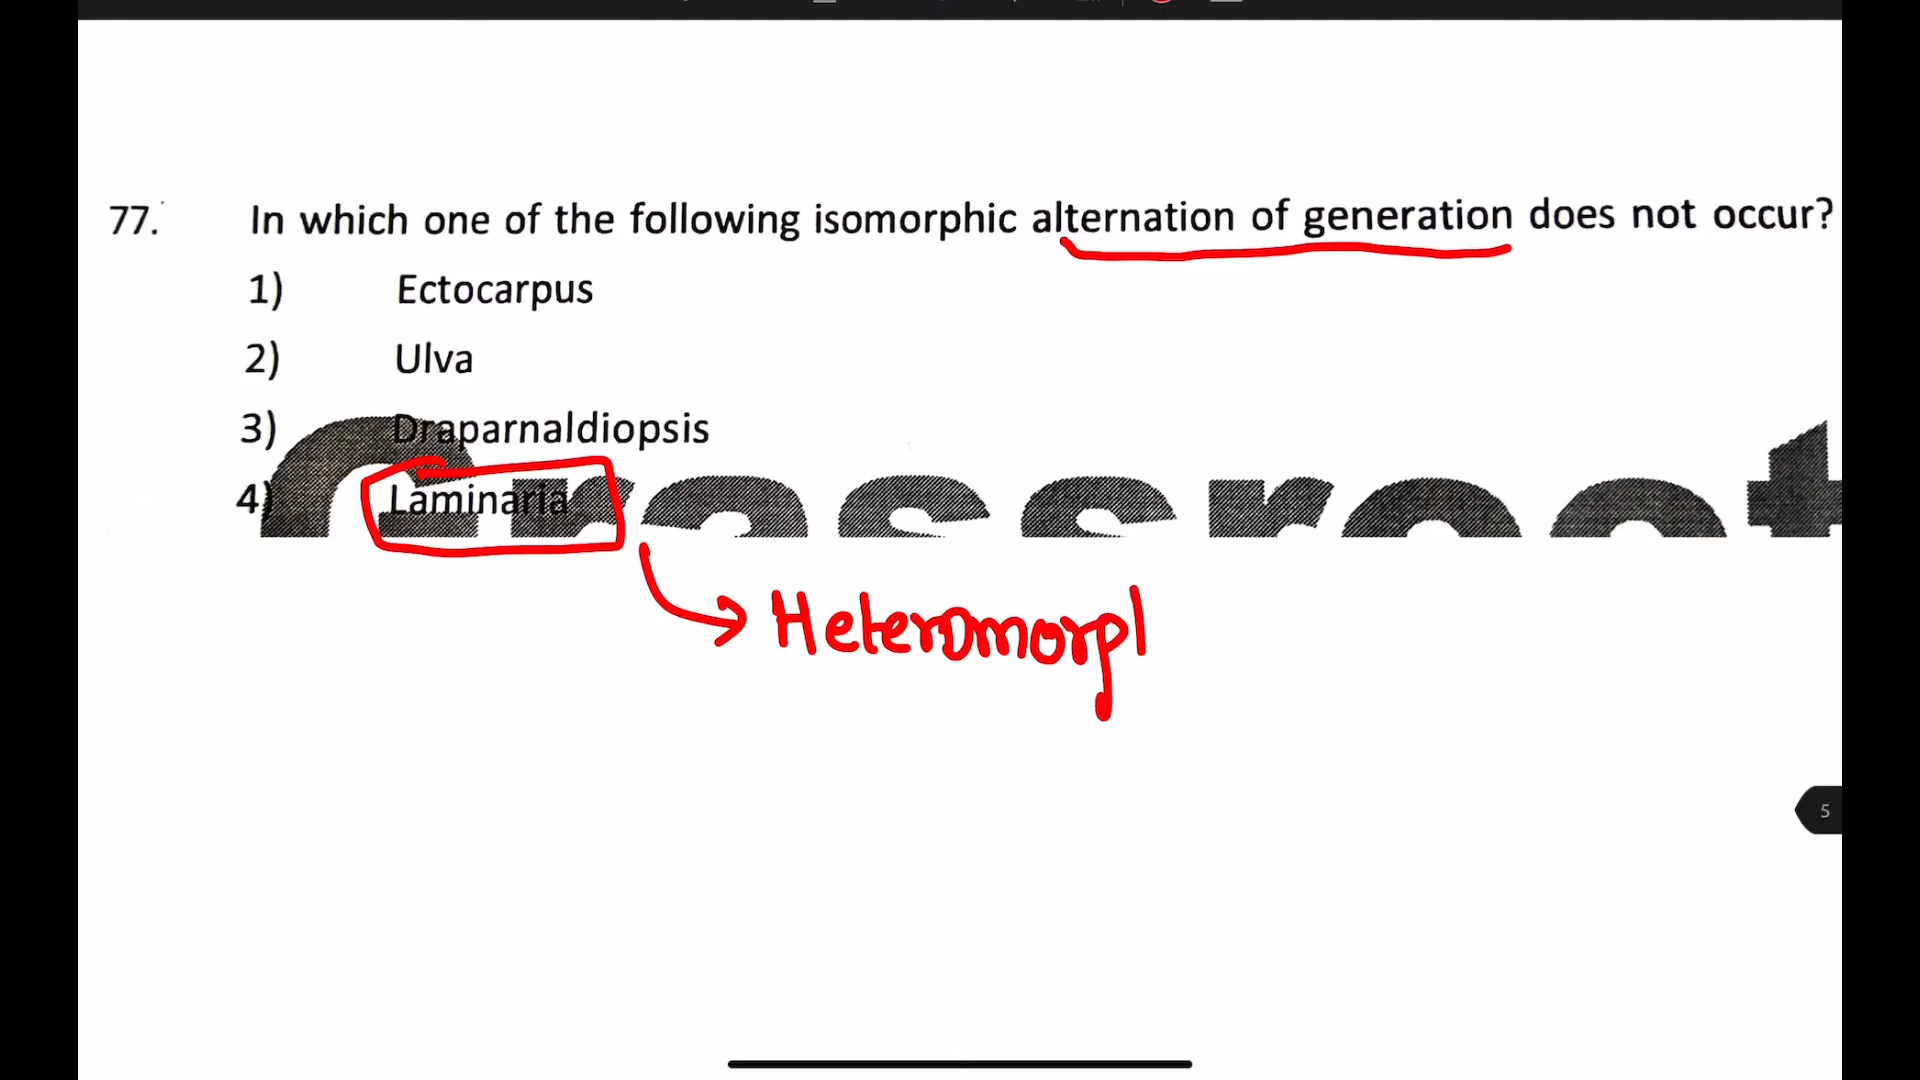 77. In which one of the following isomorphic alternation of generation does not occur?
1) Ectocarpus
2) Ulva
3) Draparnaldiopsis
4) Laminaria
Grassroot
Heteromorpl
5